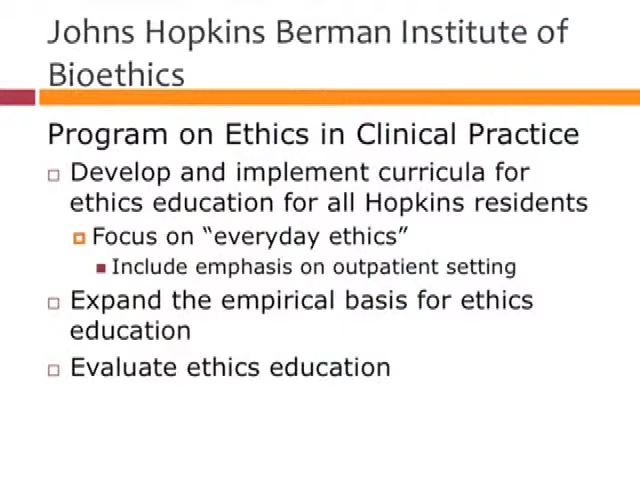 Johns Hopkins Berman Institute of
Bioethics
Program on Ethics in Clinical Practice
Develop and implement curricula for
ethics education for all Hopkins residents
Focus on “everyday ethics”
Include emphasis on outpatient setting
Expand the empirical basis for ethics
education
Evaluate ethics education